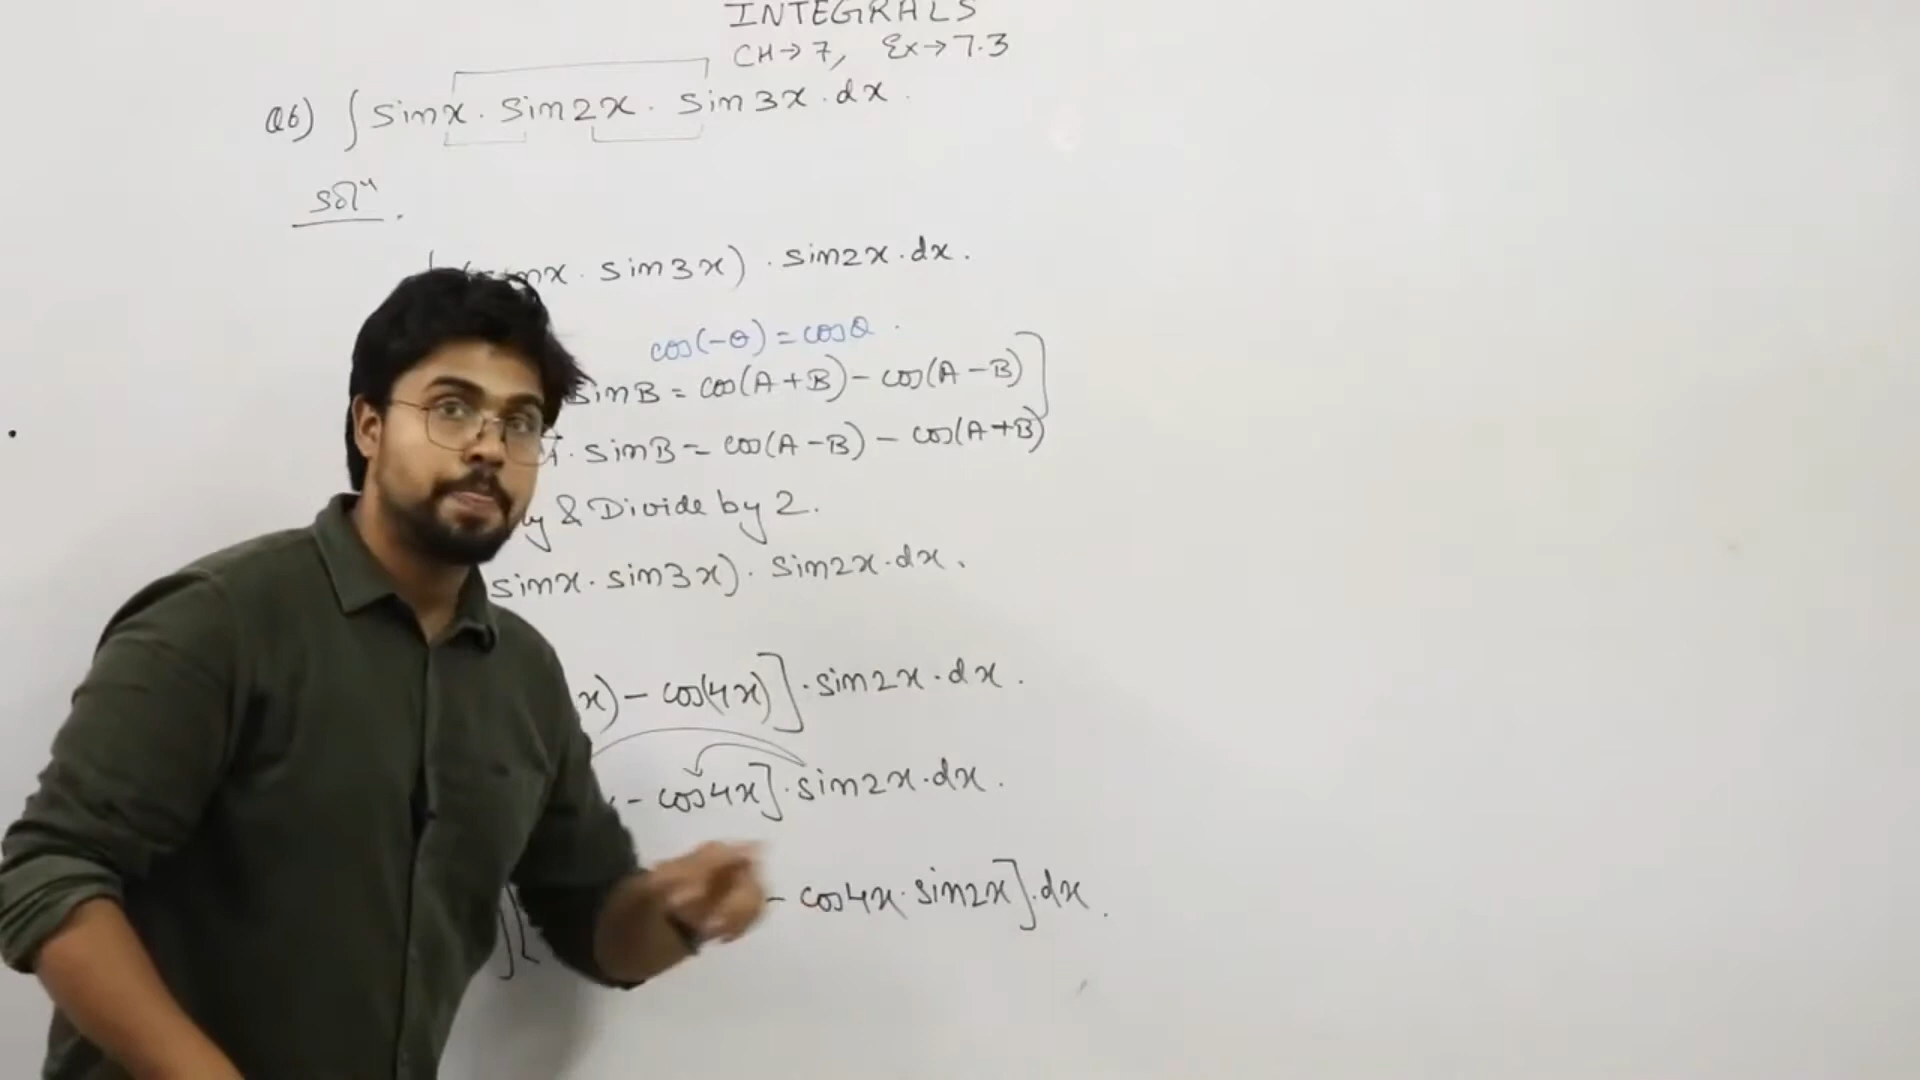 INTEGRALS
CH→7, Ex→7.3
Q6) ∫ sinx . sin2x . sin3x . dx .
solⁿ .
x . sin3x) . sin2x . dx .
cos(-θ) = cosθ .
sinB = cos(A+B) - cos(A-B)
. sinB = cos(A-B) - cos(A+B)
& Divide by 2.
sinx . sin3x) . sin2x . dx .
x) - cos(4x)] . sin2x . dx .
- cos4x] . sin2x . dx .
- cos4x . sin2x] . dx .